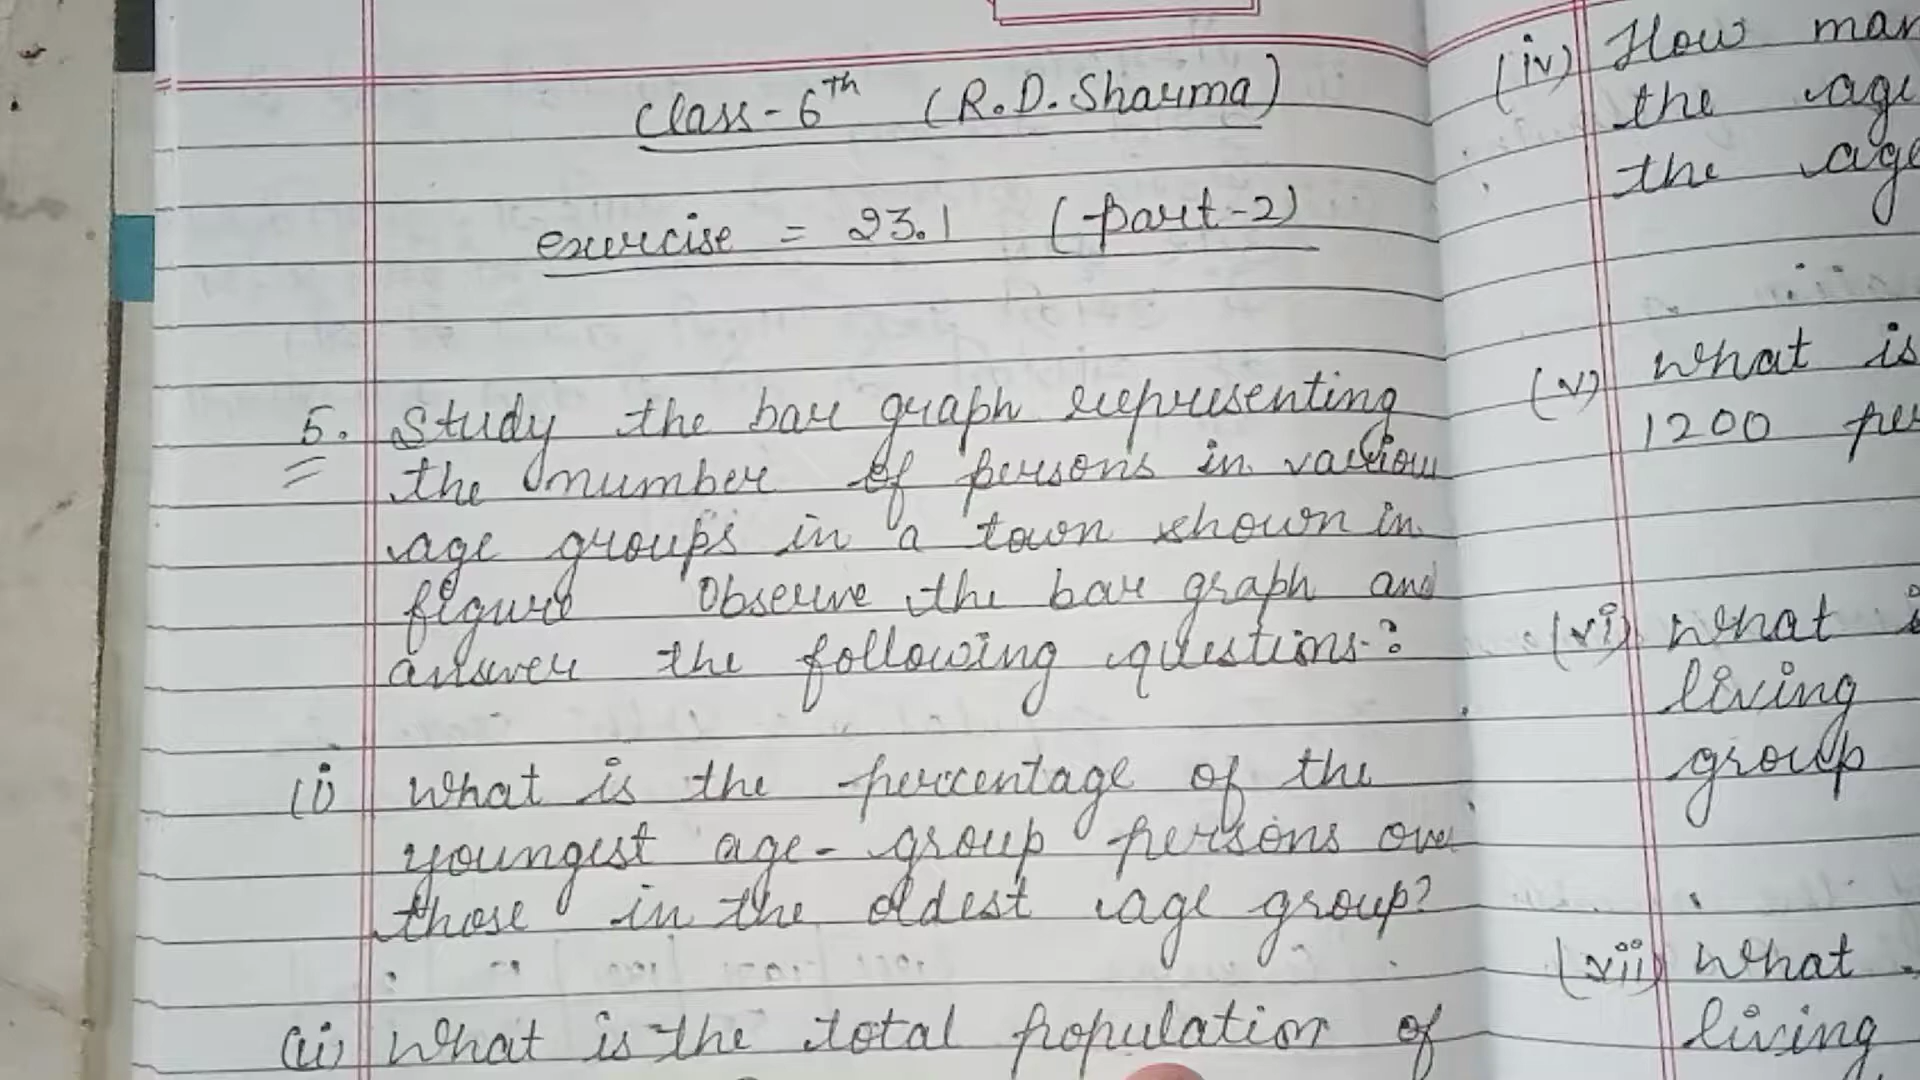 Class-6th (R.D.Sharma)
exercise = 23.1 (part-2)
5. Study the bar graph representing
the number of persons in various
age groups in a town shown in
figure Observe the bar graph and
answer the following questions:?
(i) What is the percentage of the
youngest age-group persons over
those in the oldest age group?
(ii) What is the total population of
(iv) How
the age
the age
(v) What is
1200
(vi) What
living
group
(vii) What
living